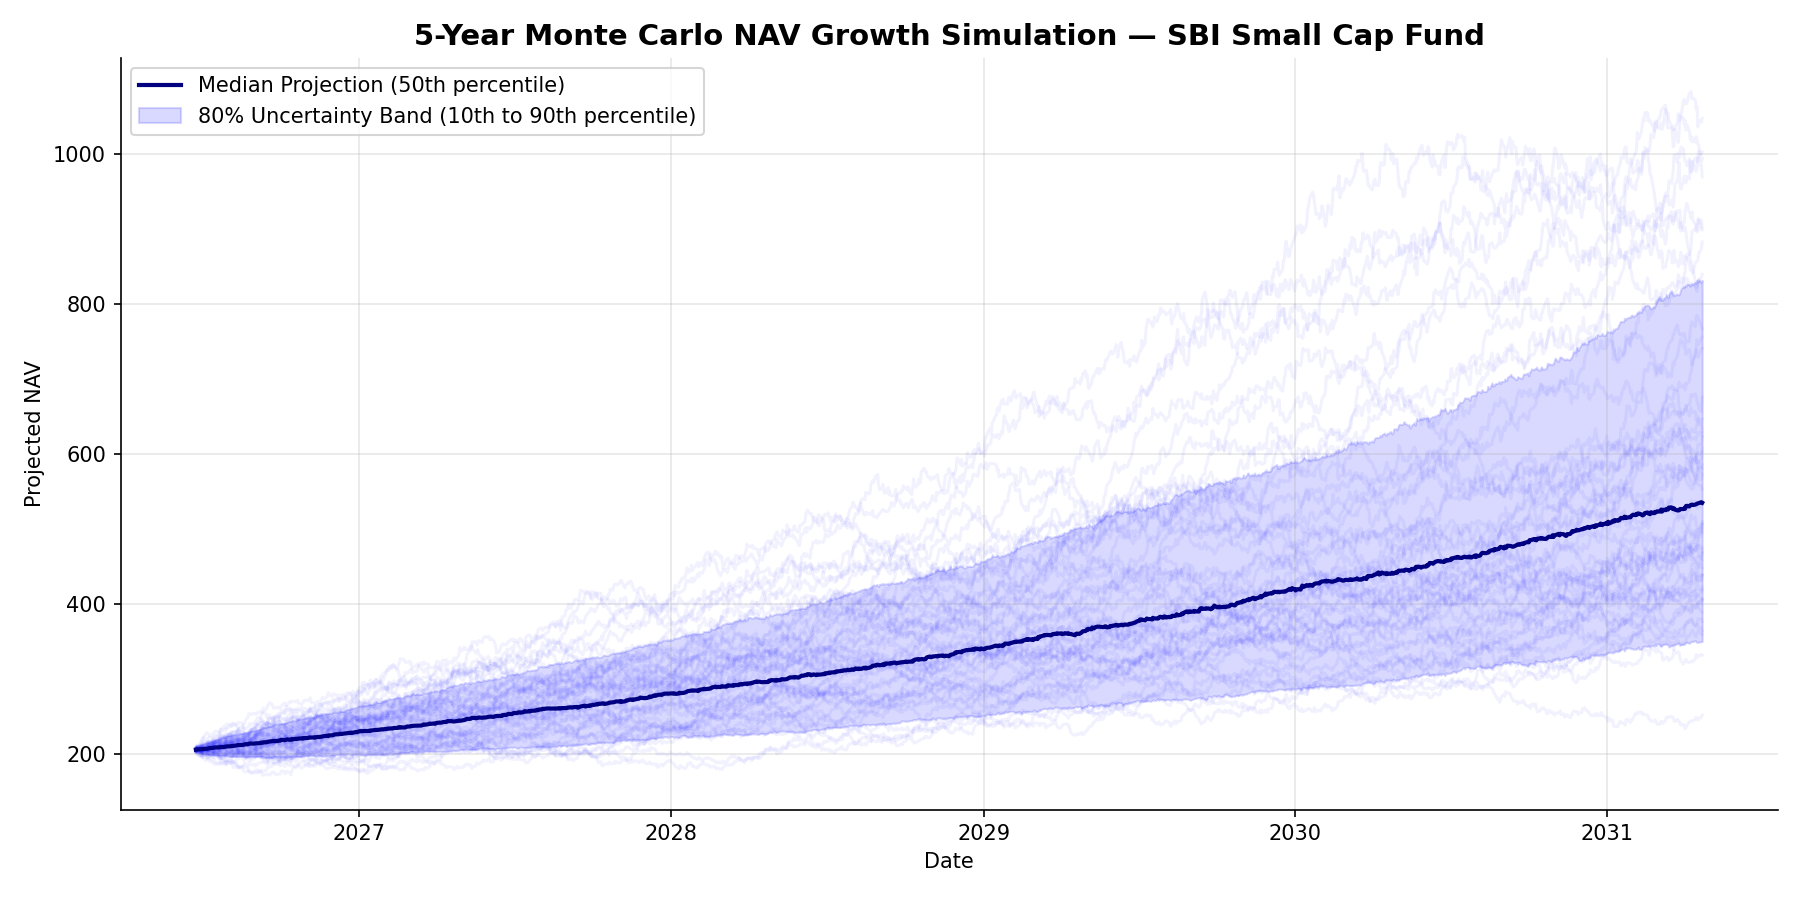 5-Year Monte Carlo NAV Growth Simulation — SBI Small Cap Fund
Median Projection (50th percentile)
80% Uncertainty Band (10th to 90th percentile)
1000
800
600
400
200
Projected NAV
2027 2028 2029 2030 2031
Date